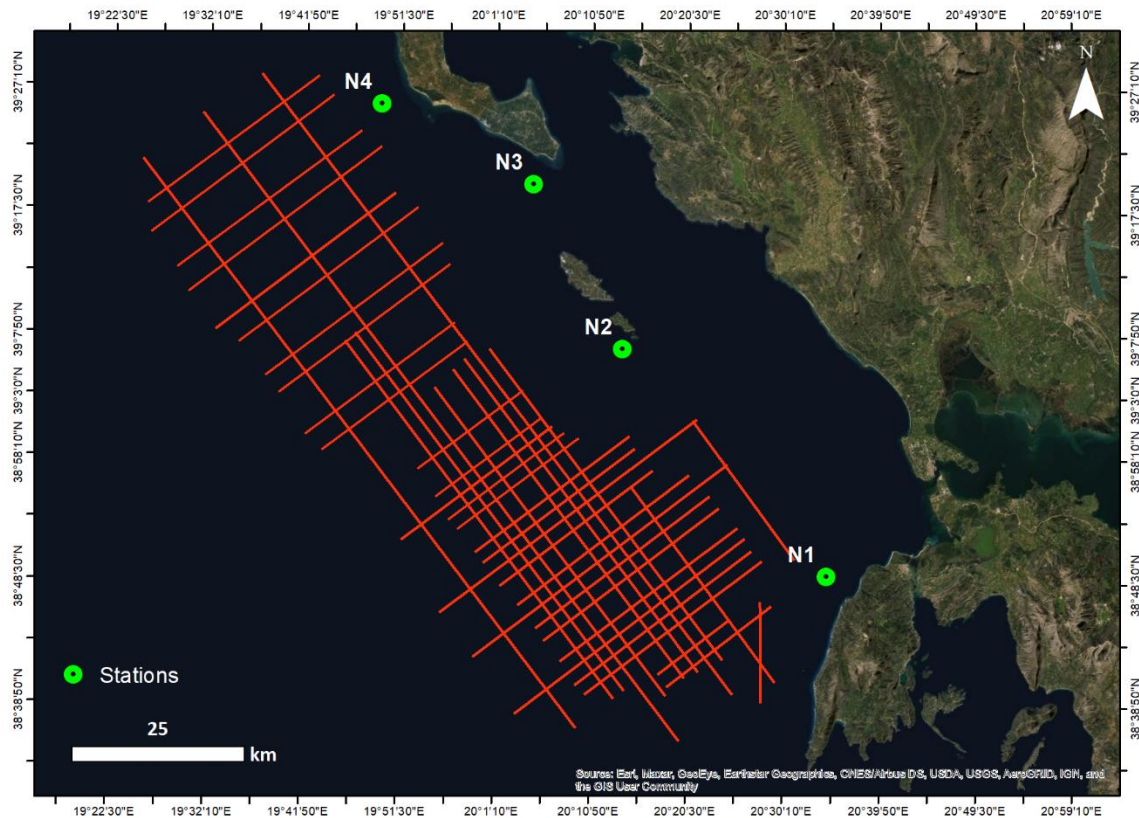 19°22'30"E 19°32'10"E 19°41'50"E 19°51'30"E 20°1'10"E 20°10'50"E 20°20'30"E 20°30'10"E 20°39'50"E 20°49'30"E 20°59'10"E
N
39°27'10"N
39°27'10"N
N4
N3
39°17'30"N
39°17'30"N
N2
39°7'50"N
39°7'50"N
39°3'0"N
39°3'0"N
38°58'10"N
38°58'10"N
N1
38°48'30"N
38°48'30"N
Stations
38°38'50"N
38°38'50"N
25
km
Source: Esri, Maxar, GeoEye, Earthstar Geographics, CNES/Airbus DS, USDA, USGS, AeroGRID, IGN, and
the GIS User Community
19°22'30"E 19°32'10"E 19°41'50"E 19°51'30"E 20°1'10"E 20°10'50"E 20°20'30"E 20°30'10"E 20°39'50"E 20°49'30"E 20°59'10"E